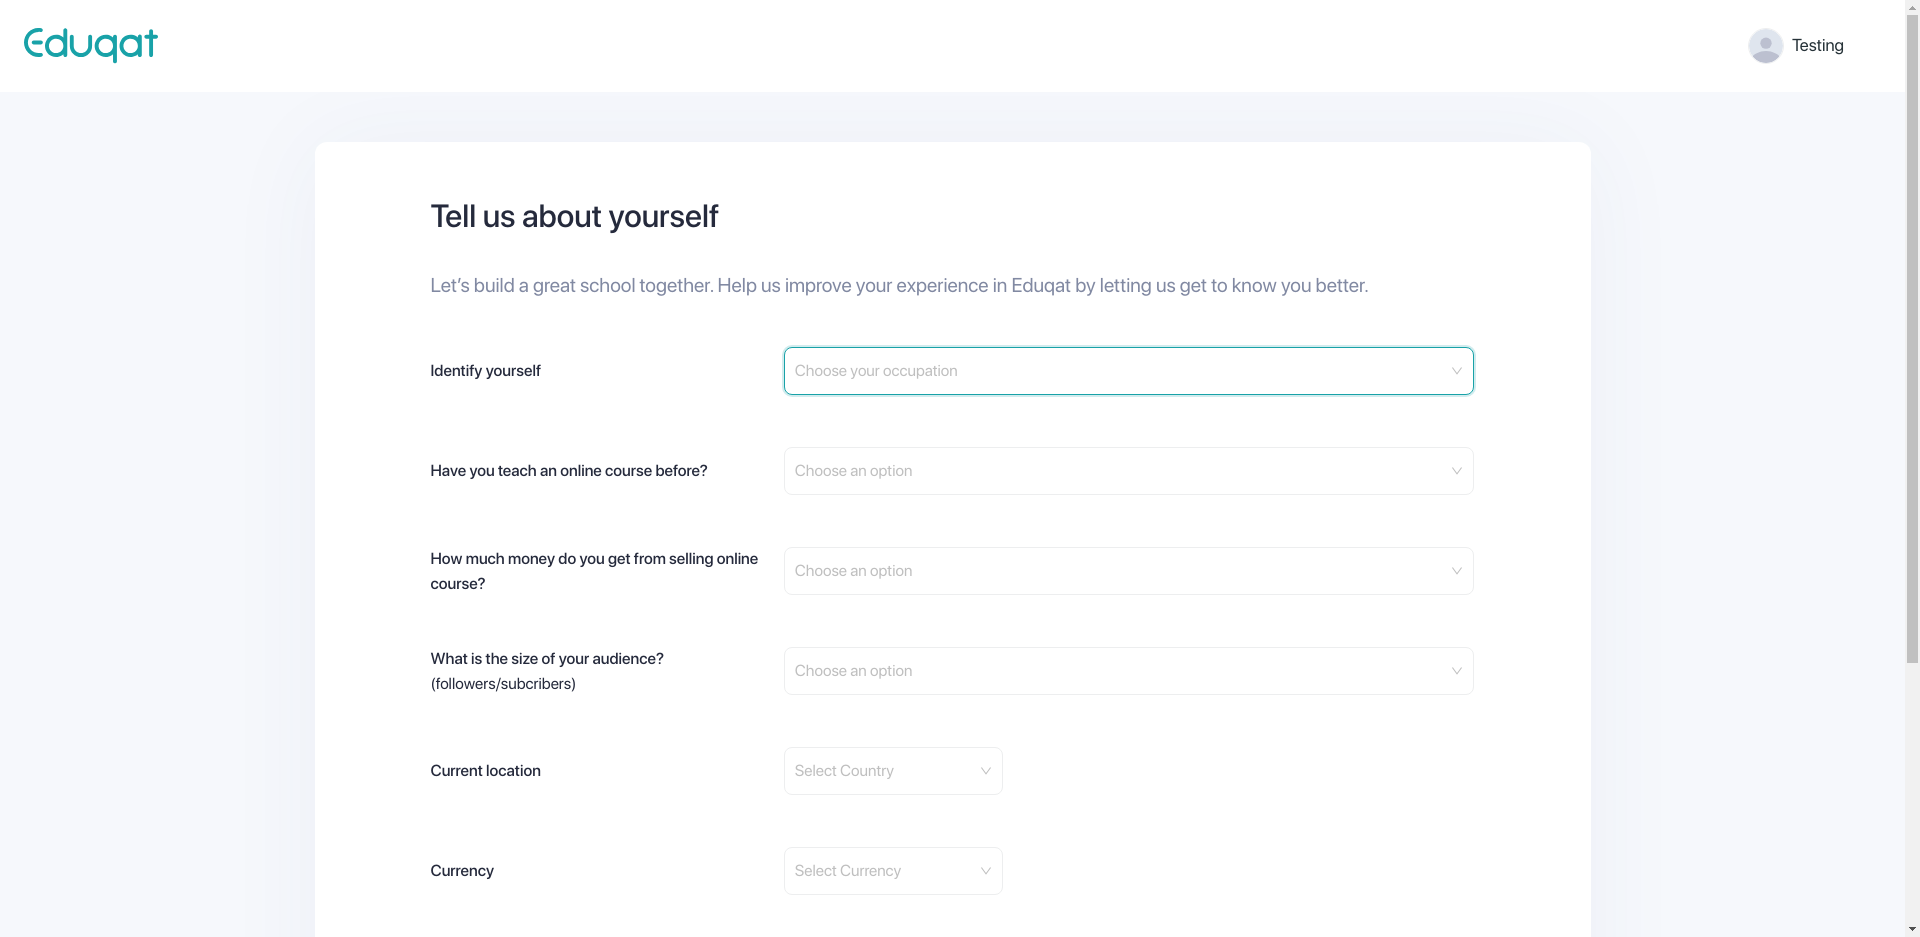 Eduqat
Testing
Tell us about yourself
Let's build a great school together. Help us improve your experience in Eduqat by letting us get to know you better.
Identify yourself
Choose your occupation
Have you teach an online course before?
Choose an option
How much money do you get from selling online
course?
Choose an option
What is the size of your audience?
(followers/subcribers)
Choose an option
Current location
Select Country
Currency
Select Currency